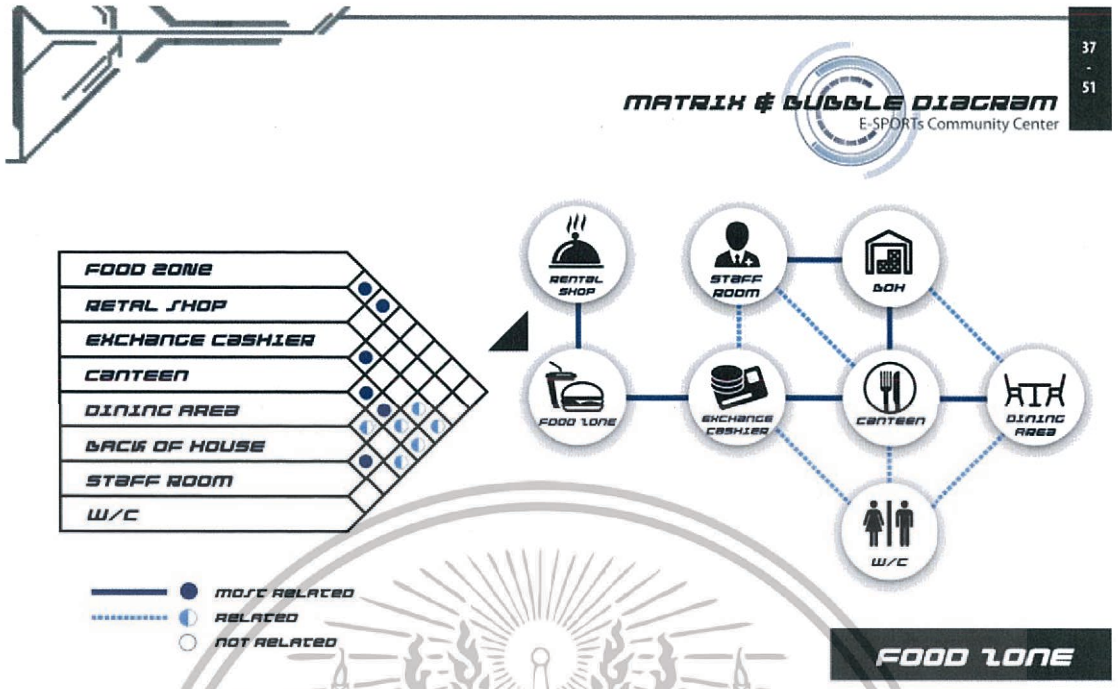 37
-
51
MATRIX & BUBBLE DIAGRAM
E-SPORTs Community Center
FOOD ZONE
RETAL SHOP
EXCHANGE CASHIER
CANTEEN
DINING AREA
BACK OF HOUSE
STAFF ROOM
W/C
MOST RELATED
RELATED
NOT RELATED
RENTAL
SHOP
STAFF
ROOM
BOH
FOOD ZONE
EXCHANGE
CASHIER
CANTEEN
DINING
AREA
W/C
FOOD ZONE